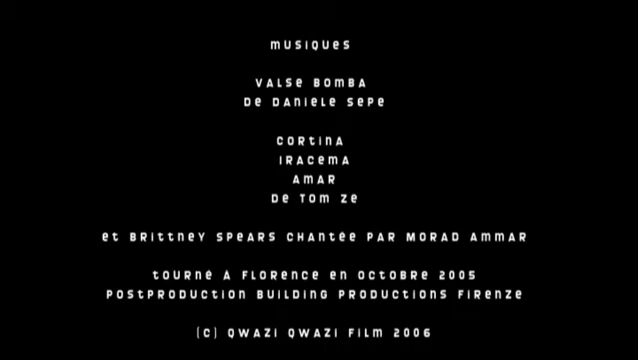 musiques
valse bomba
de daniele sepe
cortina
iracema
amar
de tom ze
et brittney spears chantée par morad ammar
tourné a florence en octobre 2005
postproduction building productions firenze
(c) qwazi qwazi film 2006